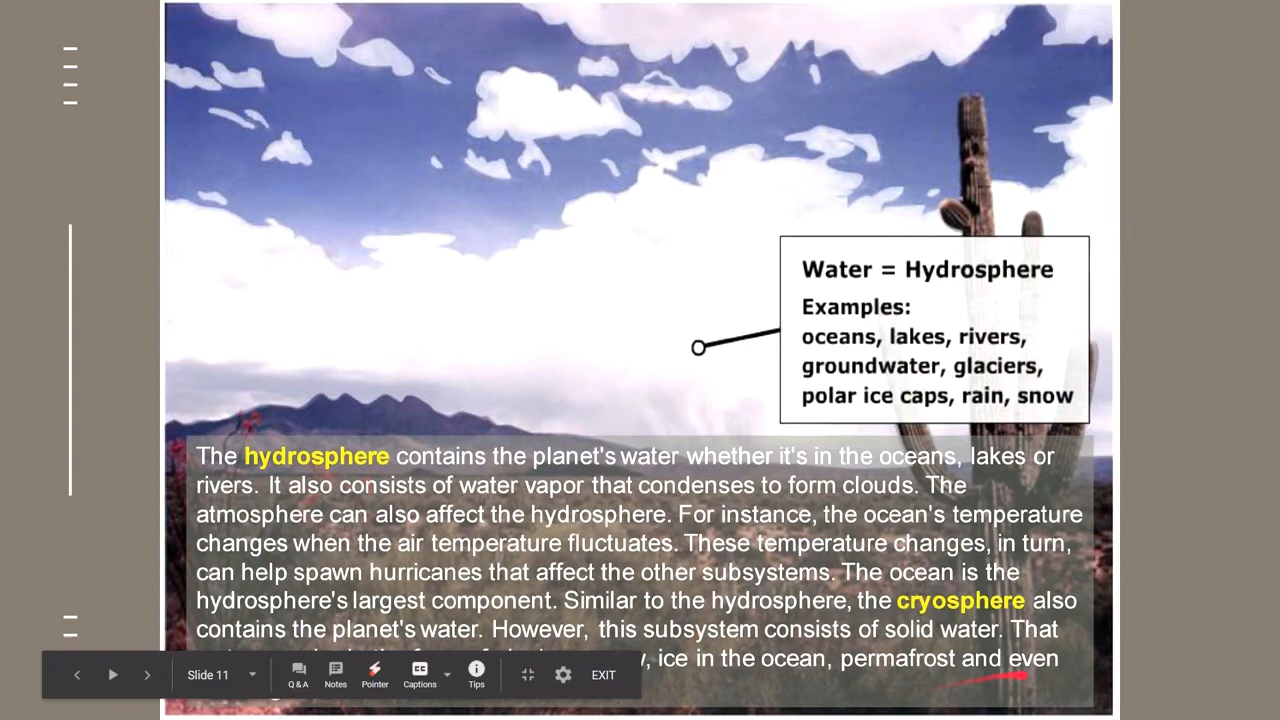 Water = Hydrosphere
Examples:
oceans, lakes, rivers,
groundwater, glaciers,
polar ice caps, rain, snow
The hydrosphere contains the planet's water whether it's in the oceans, lakes or
rivers. It also consists of water vapor that condenses to form clouds. The
atmosphere can also affect the hydrosphere. For instance, the ocean's temperature
changes when the air temperature fluctuates. These temperature changes, in turn,
can help spawn hurricanes that affect the other subsystems. The ocean is the
hydrosphere's largest component. Similar to the hydrosphere, the cryosphere also
contains the planet's water. However, this subsystem consists of solid water. That
ice in the ocean, permafrost and even
Slide 11
Q & A
Notes
Pointer
Captions
Tips
EXIT